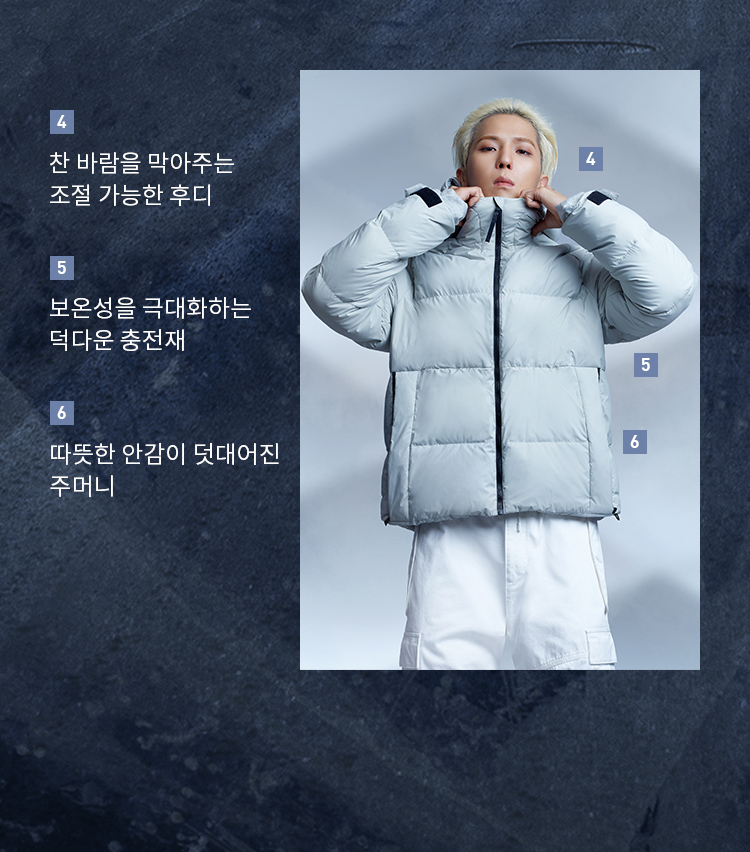 4
찬 바람을 막아주는
조절 가능한 후디
5
보온성을 극대화하는
덕다운 충전재
6
따뜻한 안감이 덧대어진
주머니
4
5
6